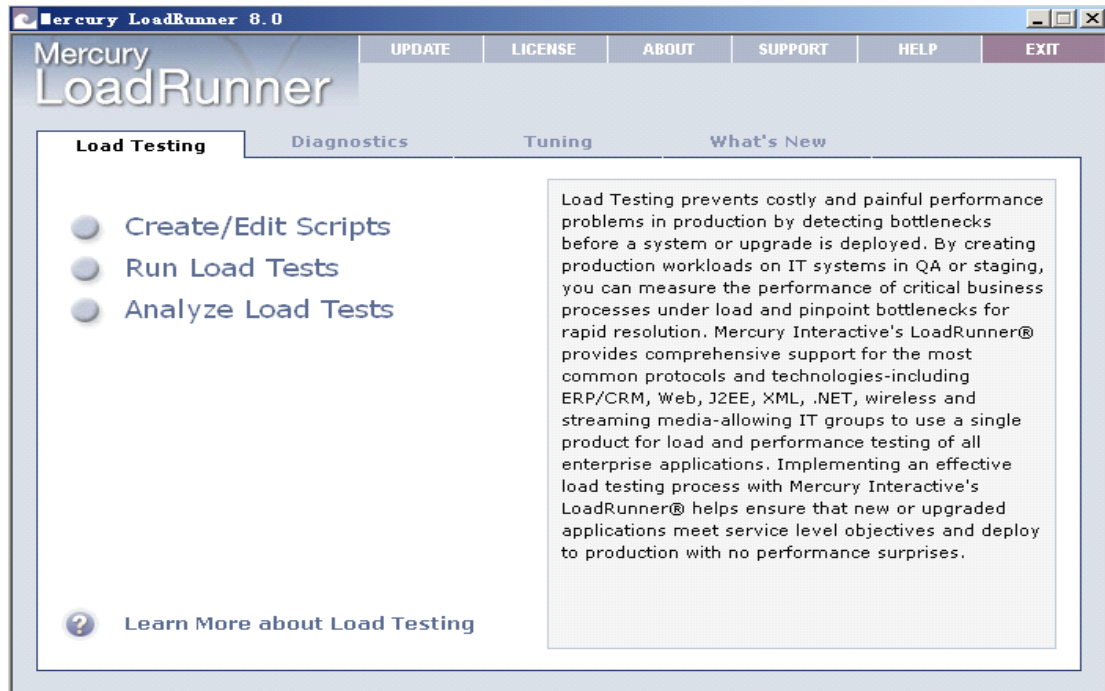 Mercury LoadRunner 8.0
Mercury
LoadRunner
UPDATE LICENSE ABOUT SUPPORT HELP EXIT
Load Testing Diagnostics Tuning What's New
Create/Edit Scripts
Run Load Tests
Analyze Load Tests
Load Testing prevents costly and painful performance
problems in production by detecting bottlenecks
before a system or upgrade is deployed. By creating
production workloads on IT systems in QA or staging,
you can measure the performance of critical business
processes under load and pinpoint bottlenecks for
rapid resolution. Mercury Interactive's LoadRunner®
provides comprehensive support for the most
common protocols and technologies-including
ERP/CRM, Web, J2EE, XML, .NET, wireless and
streaming media-allowing IT groups to use a single
product for load and performance testing of all
enterprise applications. Implementing an effective
load testing process with Mercury Interactive's
LoadRunner® helps ensure that new or upgraded
applications meet service level objectives and deploy
to production with no performance surprises.
? Learn More about Load Testing